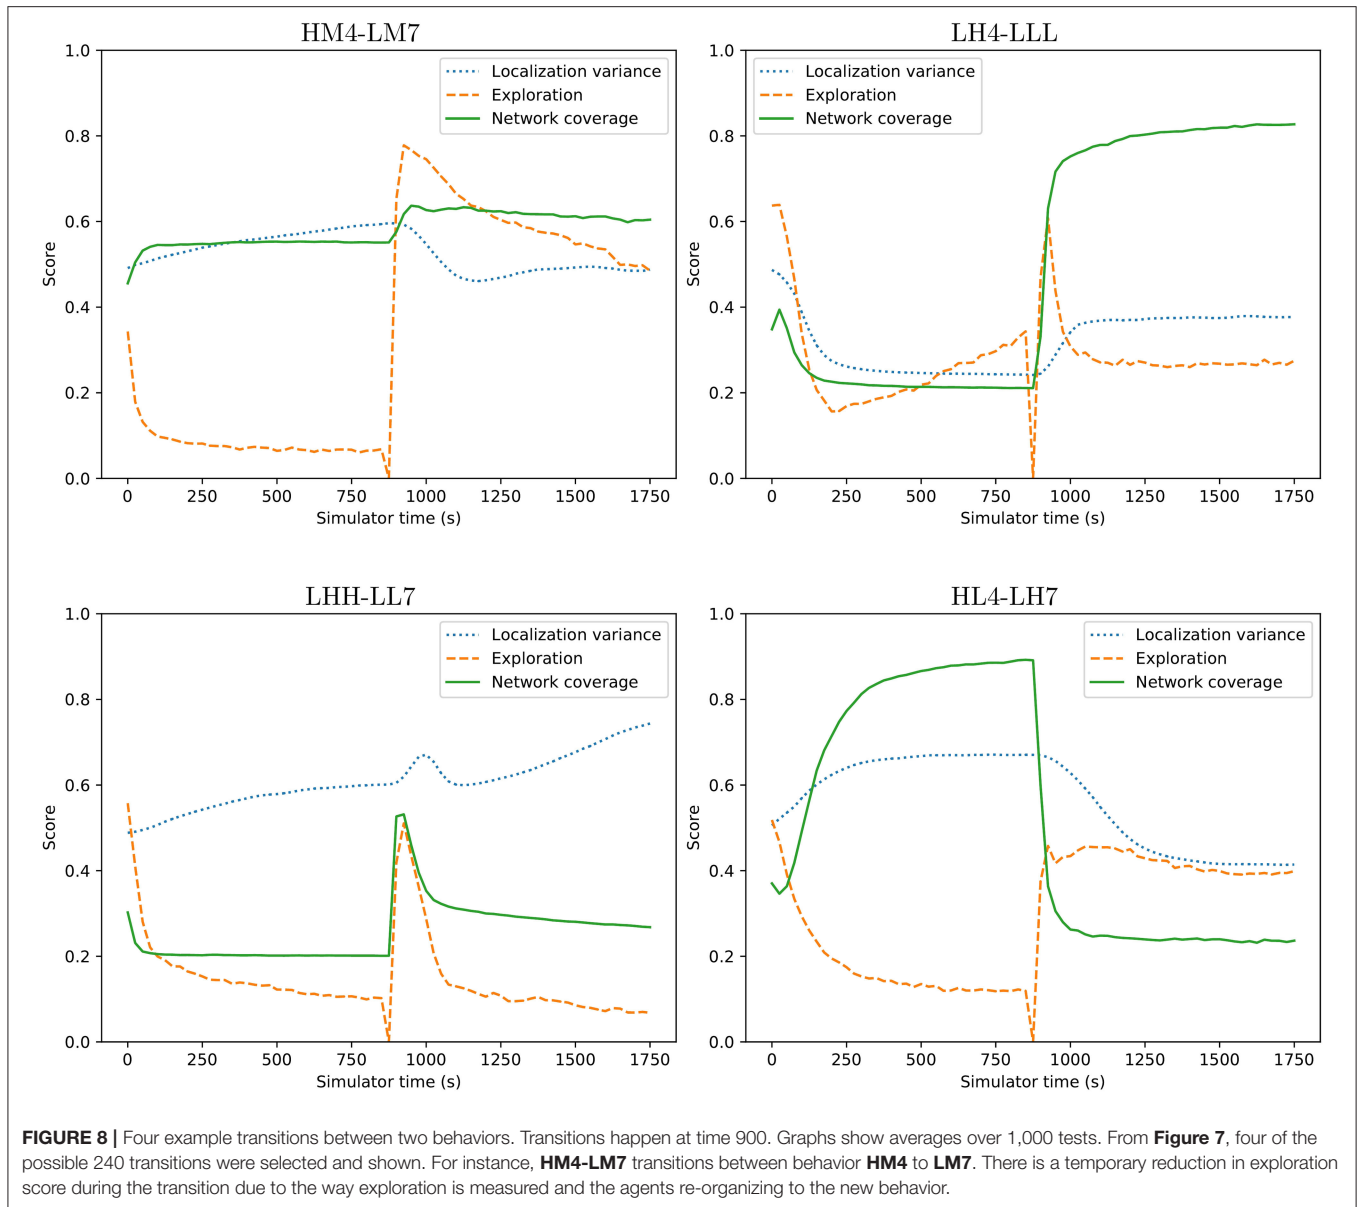 HM4-LM7
1.0
0.8
0.6
0.4
0.2
0.0
Score
Localization variance
Exploration
Network coverage
0 250 500 750 1000 1250 1500 1750
Simulator time (s)
LH4-LLL
1.0
0.8
0.6
0.4
0.2
0.0
Score
Localization variance
Exploration
Network coverage
0 250 500 750 1000 1250 1500 1750
Simulator time (s)
LHH-LL7
1.0
0.8
0.6
0.4
0.2
0.0
Score
Localization variance
Exploration
Network coverage
0 250 500 750 1000 1250 1500 1750
Simulator time (s)
HL4-LH7
1.0
0.8
0.6
0.4
0.2
0.0
Score
Localization variance
Exploration
Network coverage
0 250 500 750 1000 1250 1500 1750
Simulator time (s)
FIGURE 8 | Four example transitions between two behaviors. Transitions happen at time 900. Graphs show averages over 1,000 tests. From Figure 7, four of the
possible 240 transitions were selected and shown. For instance, HM4-LM7 transitions between behavior HM4 to LM7. There is a temporary reduction in exploration
score during the transition due to the way exploration is measured and the agents re-organizing to the new behavior.